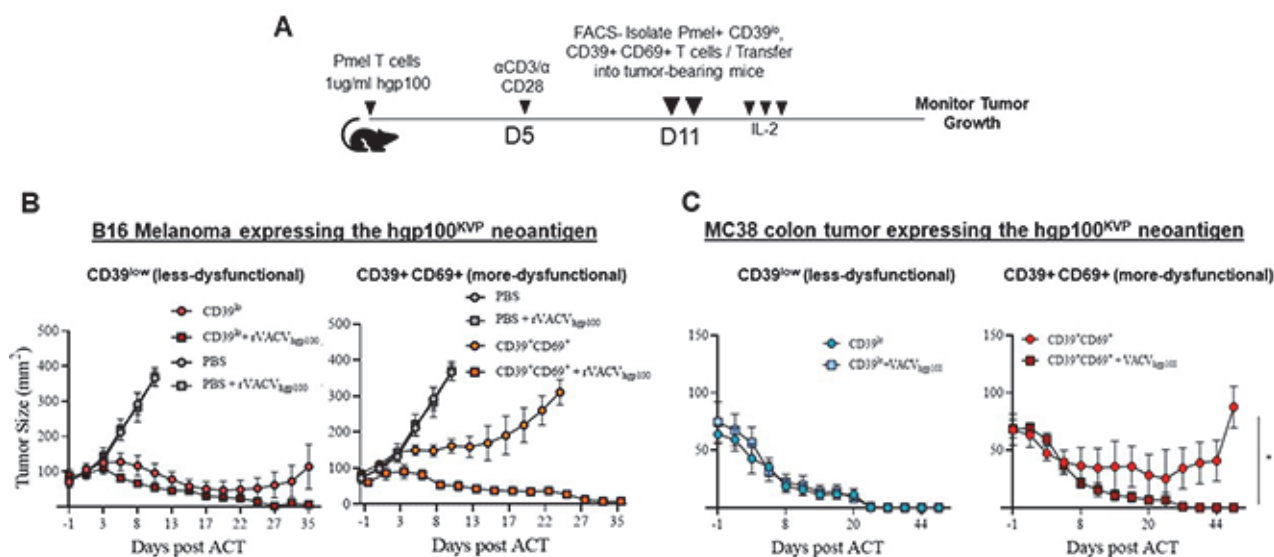 A
Pmel T cells
1ug/ml hgp100
αCD3/α
CD28
FACS- Isolate Pmel+ CD39lo,
CD39+ CD69+ T cells / Transfer
into tumor-bearing mice
D5
D11
IL-2
Monitor Tumor
Growth
B
B16 Melanoma expressing the hgp100KVP neoantigen
CD39low (less-dysfunctional)
CD39lo
CD39lo + rVACVhgp100
PBS
PBS + rVACVhgp100
Tumor Size (mm2)
500
400
300
200
100
-1
3
8
13
17
22
27
31
35
Days post ACT
CD39+ CD69+ (more-dysfunctional)
PBS
PBS + rVACVhgp100
CD39+CD69+
CD39+CD69+ + rVACVhgp100
500
400
300
200
100
0
-1
3
8
13
17
22
27
31
35
Days post ACT
C
MC38 colon tumor expressing the hgp100KVP neoantigen
CD39low (less-dysfunctional)
CD39lo
CD39lo+VACVhgp100
150
100
50
-1
8
20
44
Days post ACT
CD39+ CD69+ (more-dysfunctional)
CD39+CD69+
CD39+CD69+ + VACVhgp100
150
100
50
-1
8
20
44
*
Days post ACT